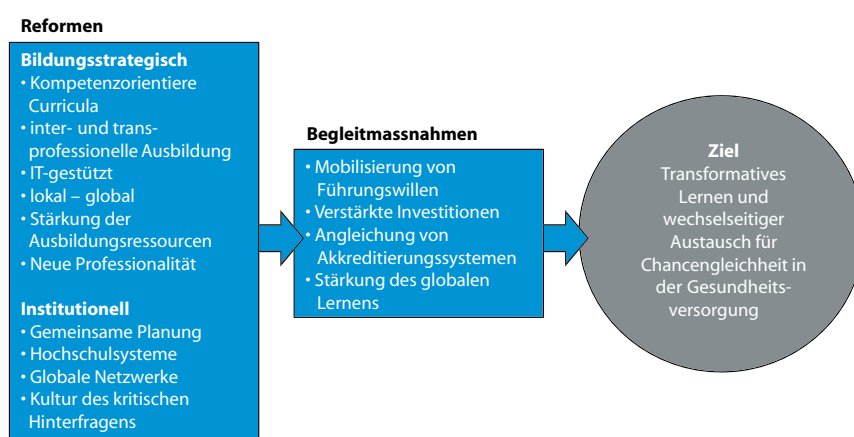 Reformen
Bildungsstrategisch
• Kompetenzorientiere
Curricula
• inter- und trans-
professionelle Ausbildung
• IT-gestützt
• lokal – global
• Stärkung der
Ausbildungsressourcen
• Neue Professionalität
Institutionell
• Gemeinsame Planung
• Hochschulsysteme
• Globale Netzwerke
• Kultur des kritischen
Hinterfragens
Begleitmassnahmen
• Mobilisierung von
Führungswillen
• Verstärkte Investitionen
• Angleichung von
Akkreditierungssystemen
• Stärkung des globalen
Lernens
Ziel
Transformatives
Lernen und
wechselseitiger
Austausch für
Chancengleichheit in
der Gesundheits-
versorgung